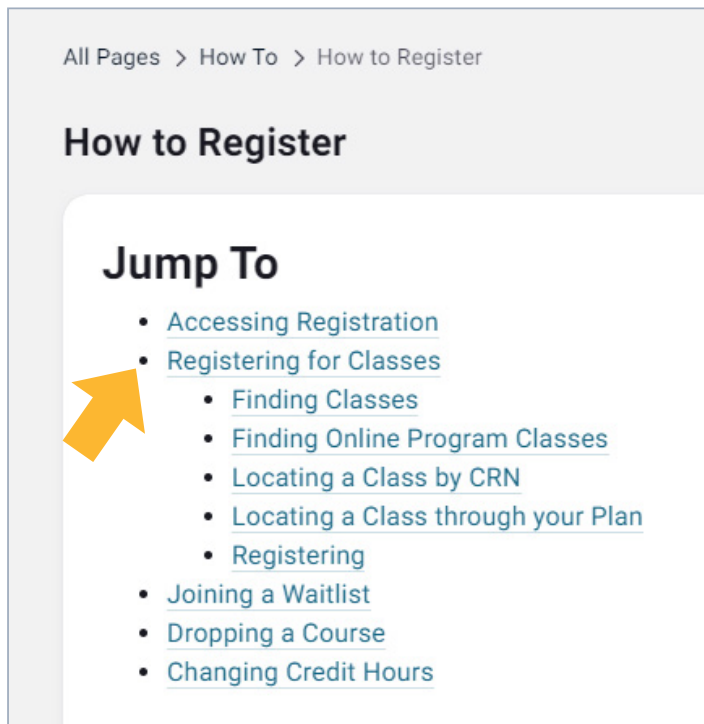 All Pages > How To > How to Register
How to Register
Jump To
• Accessing Registration
• Registering for Classes
• Finding Classes
• Finding Online Program Classes
• Locating a Class by CRN
• Locating a Class through your Plan
• Registering
• Joining a Waitlist
• Dropping a Course
• Changing Credit Hours